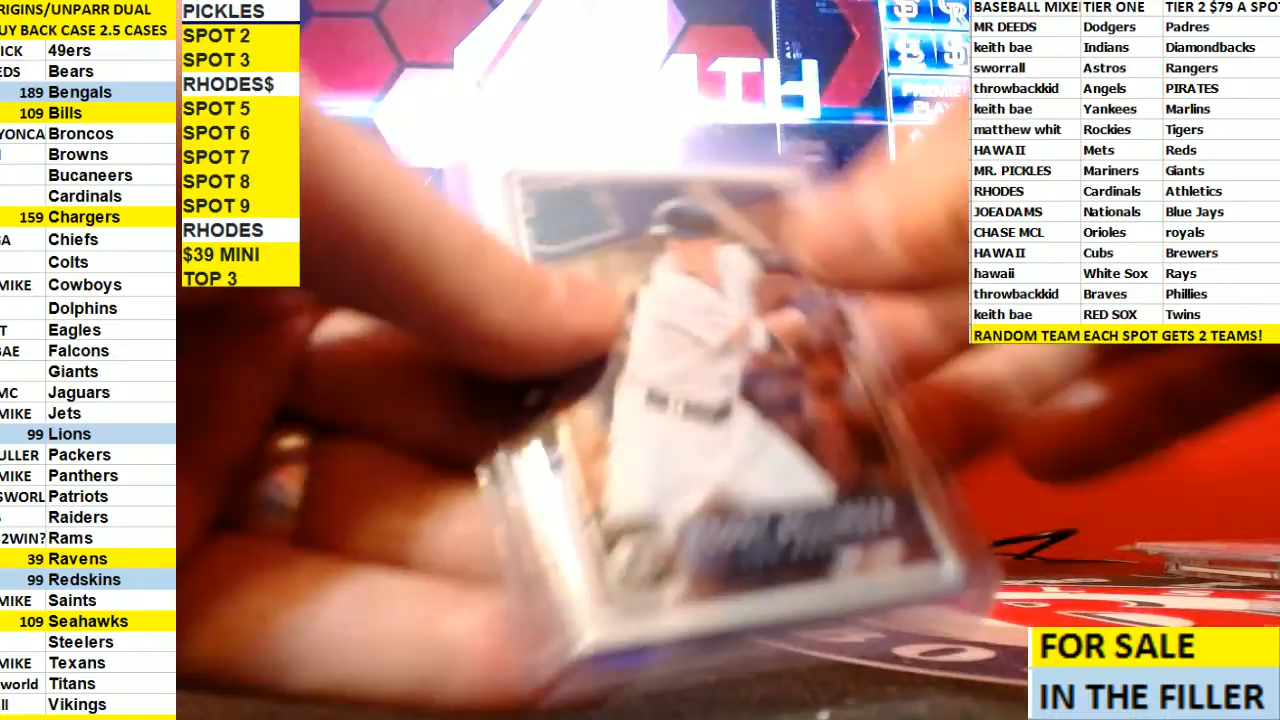 RIGINS/UNPARR DUAL
UY BACK CASE 2.5 CASES
ICK 49ers
EDS Bears
189 Bengals
109 Bills
YONCA Broncos
Browns
Bucaneers
Cardinals
159 Chargers
GA Chiefs
Colts
MIKE Cowboys
Dolphins
T Eagles
BAE Falcons
Giants
MC Jaguars
MIKE Jets
99 Lions
ULLER Packers
MIKE Panthers
SWORL Patriots
Raiders
2WIN? Rams
39 Ravens
99 Redskins
MIKE Saints
109 Seahawks
Steelers
MIKE Texans
world Titans
ll Vikings
PICKLES
SPOT 2
SPOT 3
RHODES$
SPOT 5
SPOT 6
SPOT 7
SPOT 8
SPOT 9
RHODES
$39 MINI
TOP 3
BASEBALL MIXE TIER ONE TIER 2 $79 A SPOT
MR DEEDS Dodgers Padres
keith bae Indians Diamondbacks
sworrall Astros Rangers
throwbackkid Angels PIRATES
keith bae Yankees Marlins
matthew whit Rockies Tigers
HAWAII Mets Reds
MR. PICKLES Mariners Giants
RHODES Cardinals Athletics
JOEADAMS Nationals Blue Jays
CHASE MCL Orioles royals
HAWAII Cubs Brewers
hawaii White Sox Rays
throwbackkid Braves Phillies
keith bae RED SOX Twins
RANDOM TEAM EACH SPOT GETS 2 TEAMS!
FOR SALE
IN THE FILLER